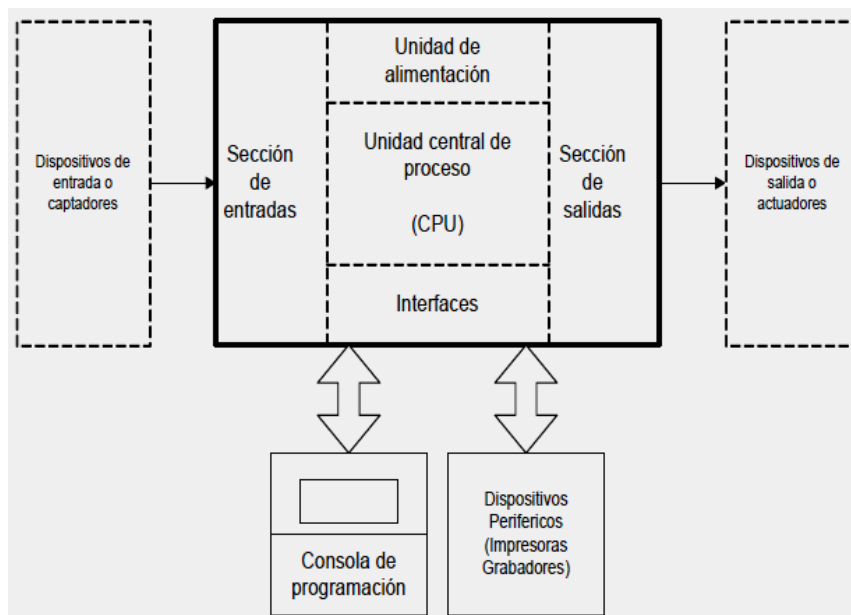 Unidad de
alimentación
Dispositivos de
entrada o
captadores
Sección
de
entradas
Unidad central de
proceso
(CPU)
Sección
de
salidas
Dispositivos de
salida o
actuadores
Interfaces
Consola de
programación
Dispositivos
Perifericos
(Impresoras
Grabadores)